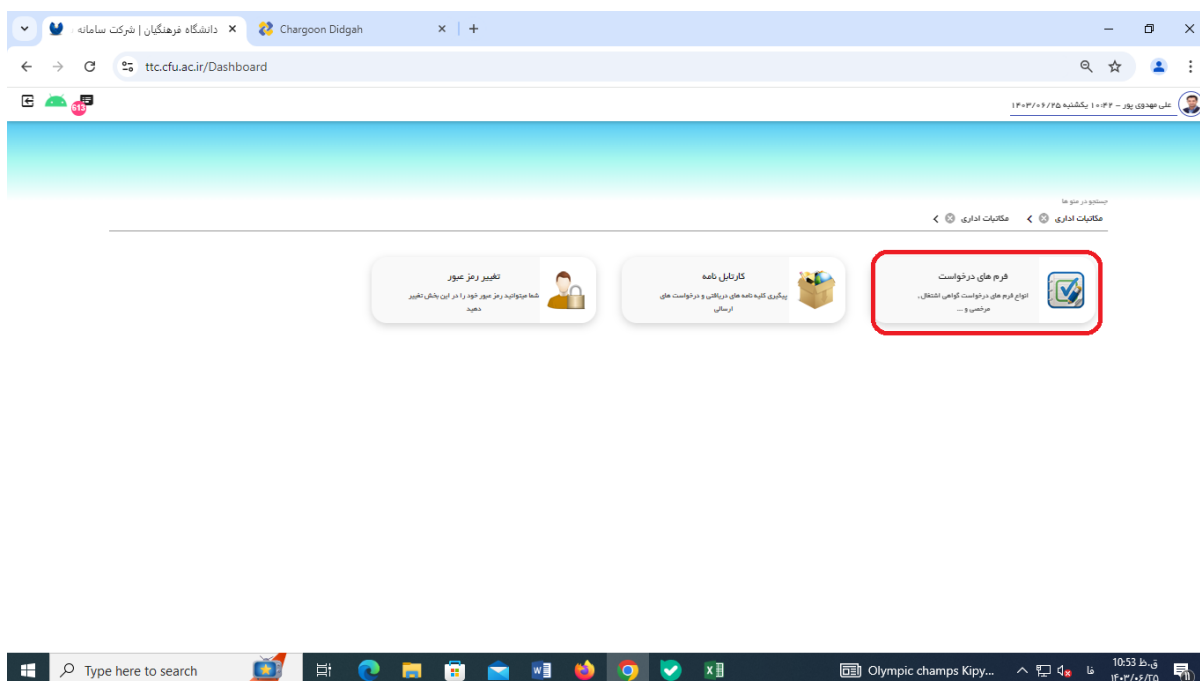 دانشگاه فرهنگیان | شرکت سامانه
Chargoon Didgah
ttc.cfu.ac.ir/Dashboard
613
علی مهدوی پور – ۱۰:۴۲ یکشنبه ۱۴۰۳/۰۶/۲۵
جستجو در منو ها
مکاتبات اداری
مکاتبات اداری
فرم های درخواست
انواع فرم های درخواست گواهی اشتغال ،
مرخصی و ...
کارتابل نامه
پیگیری کلیه نامه های دریافتی و درخواست های
ارسالی
تغییر رمز عبور
شما میتوانید رمز عبور خود را در این بخش تغییر
دهید
Type here to search
Olympic champs Kipy...
فا
10:53 ق.ظ
۱۴۰۳/۰۶/۲۵